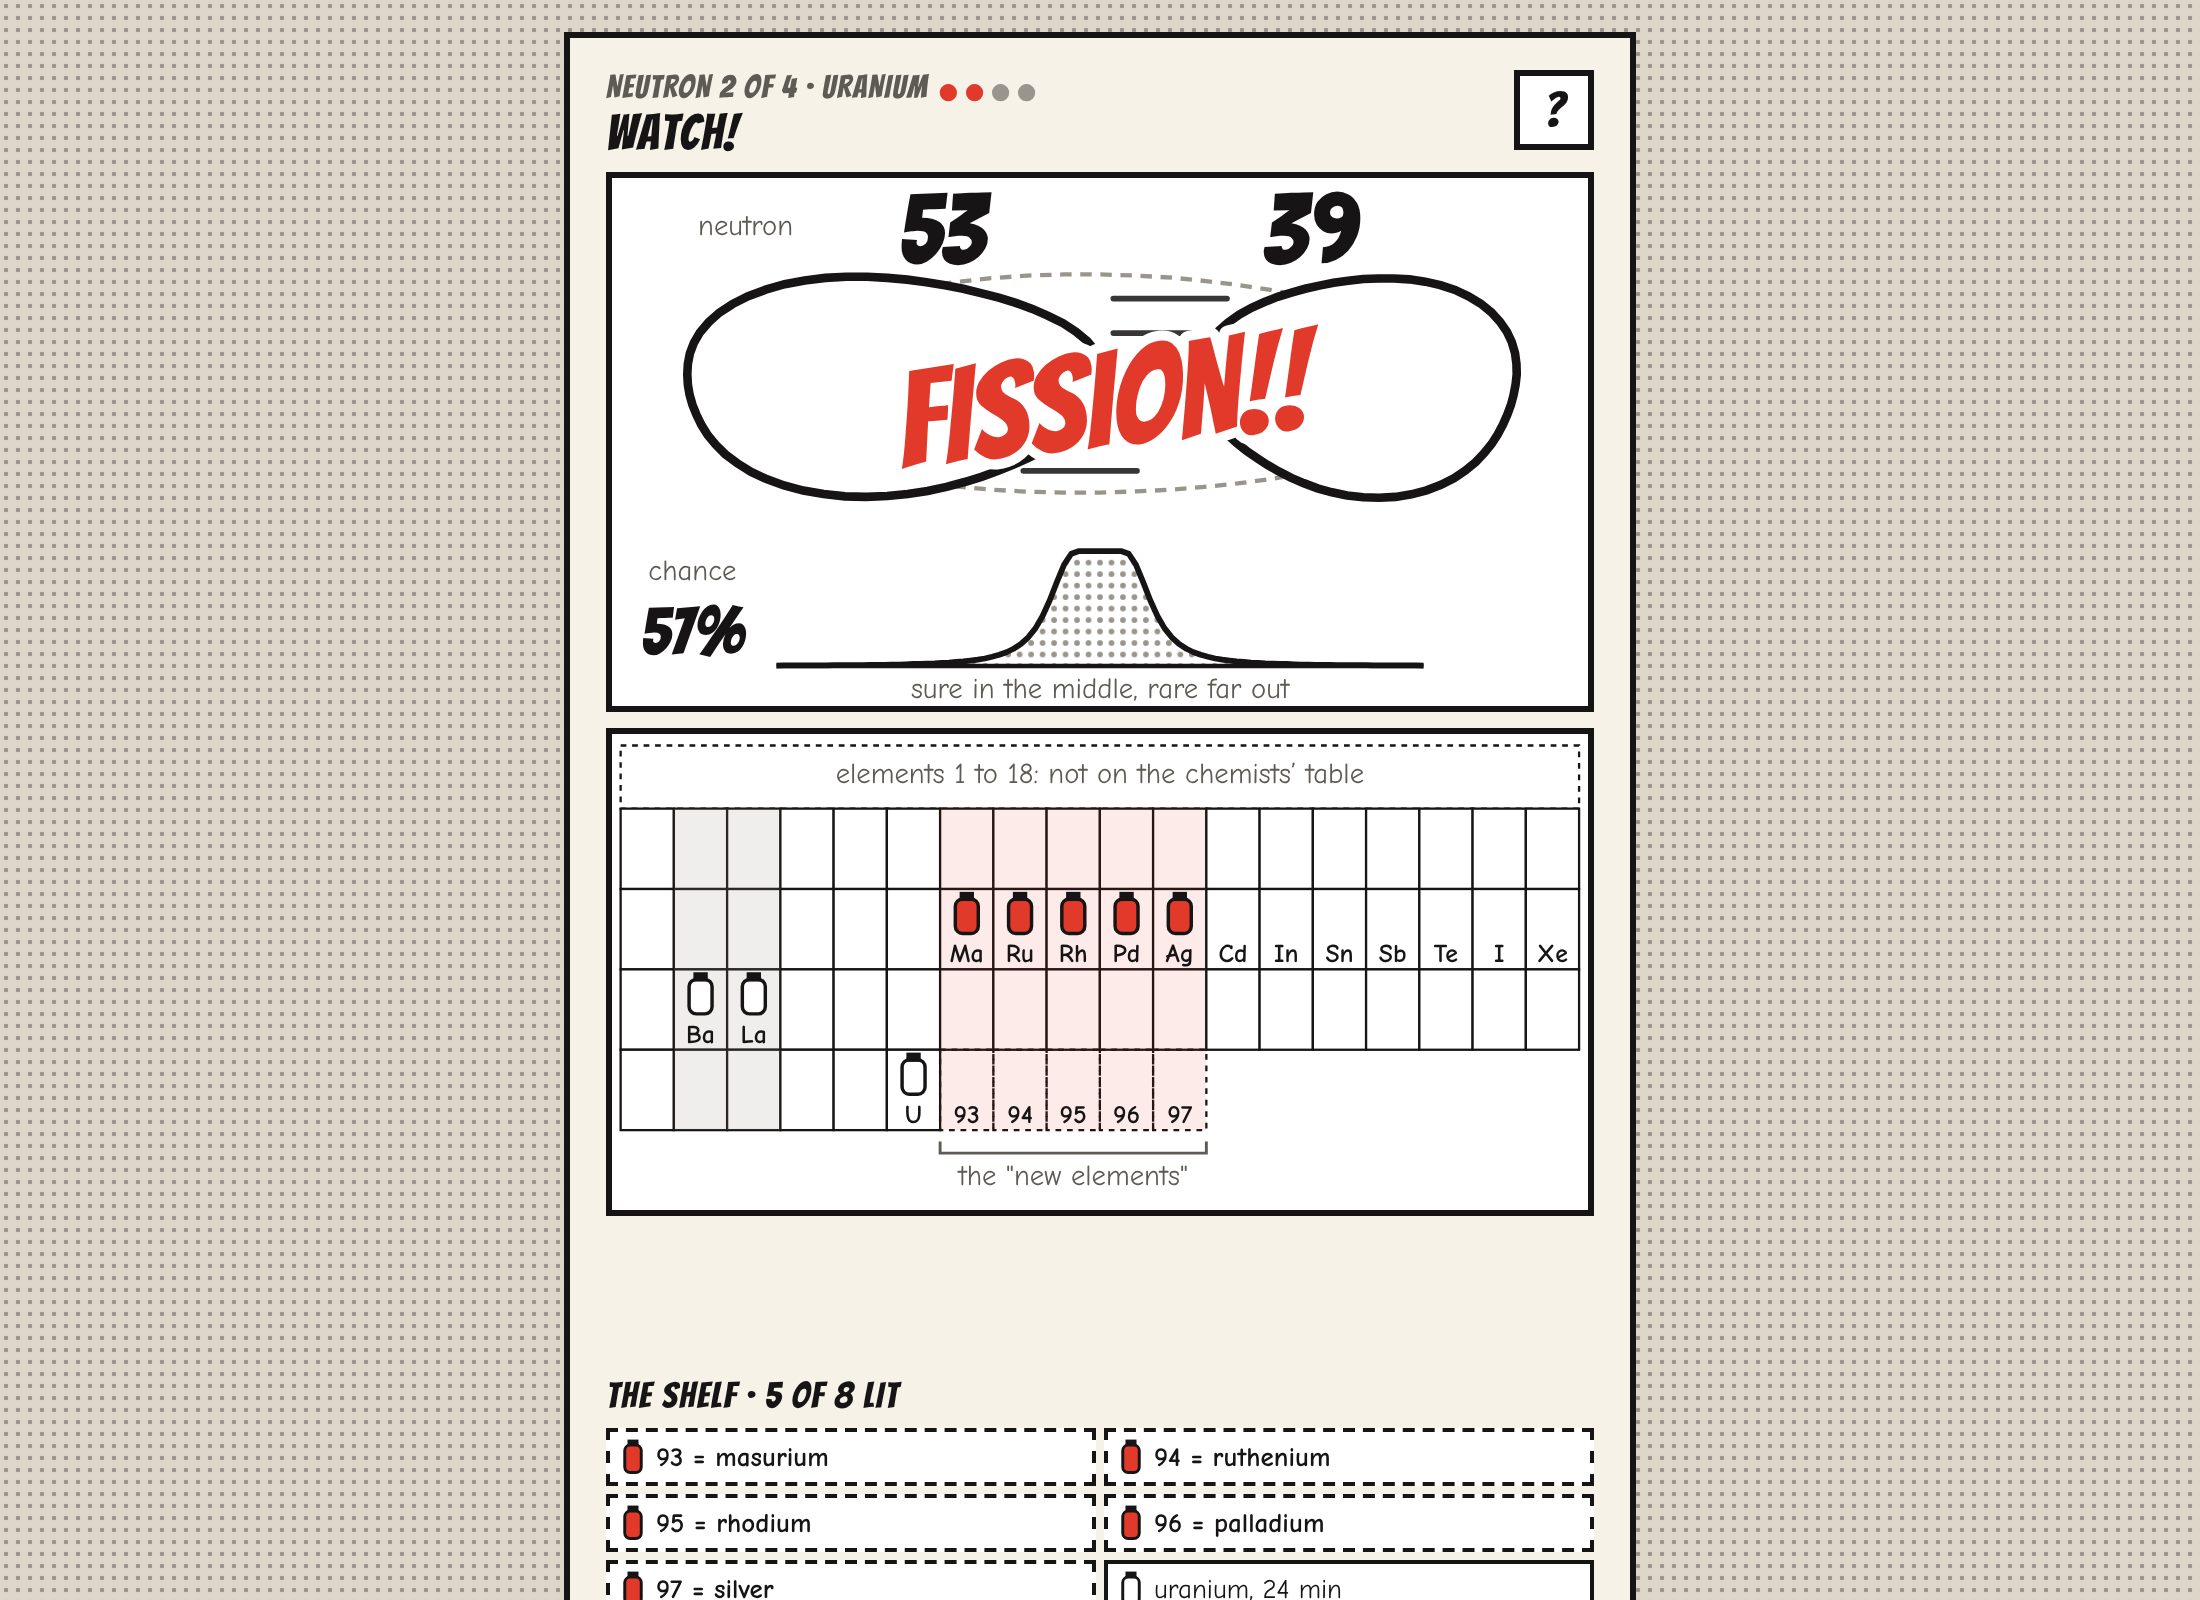 NEUTRON 2 OF 4 · URANIUM
WATCH!
?
neutron
53
39
FISSION!!
chance
57%
sure in the middle, rare far out
elements 1 to 18: not on the chemists' table
Ma Ru Rh Pd Ag Cd In Sn Sb Te I Xe
Ba La
U 93 94 95 96 97
the "new elements"
THE SHELF · 5 OF 8 LIT
93 = masurium
94 = ruthenium
95 = rhodium
96 = palladium
97 = silver
uranium, 24 min